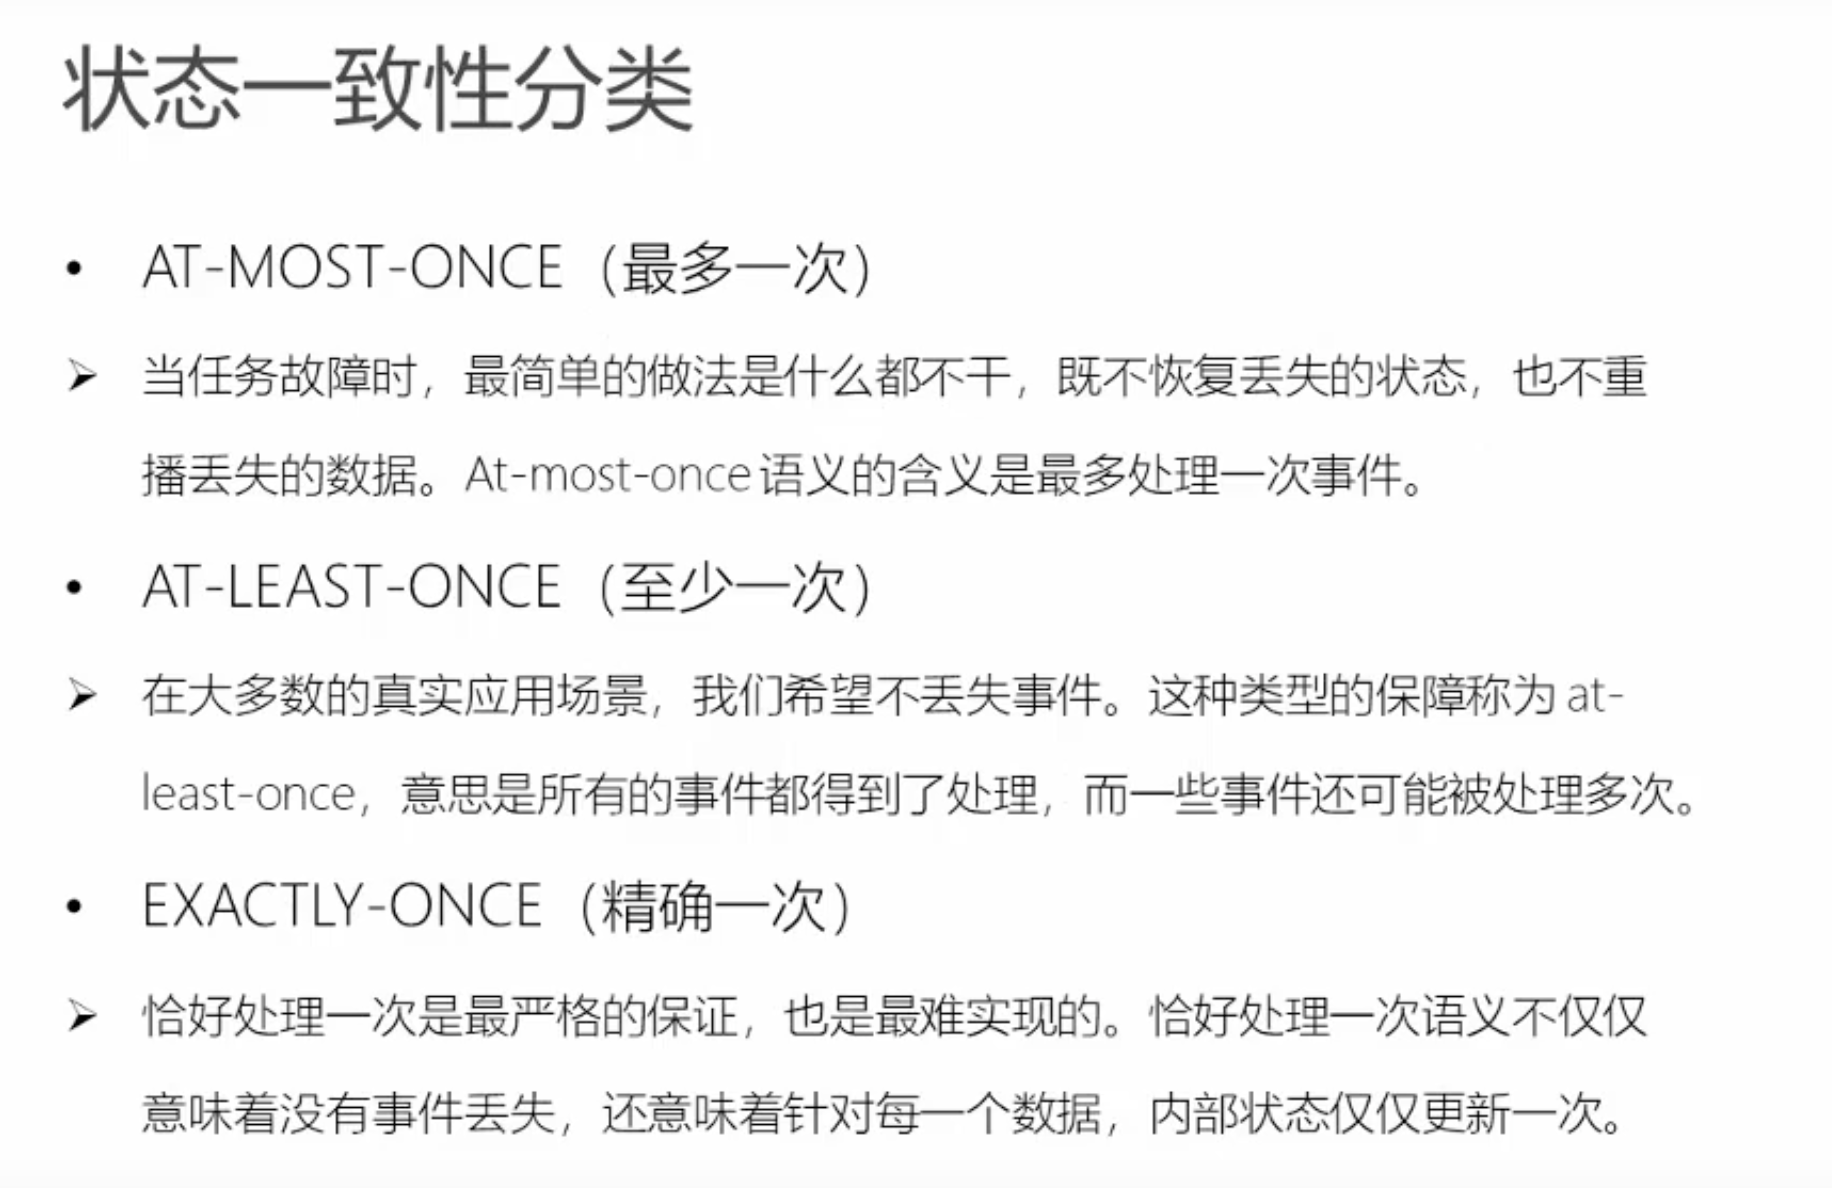 状态一致性分类
• AT-MOST-ONCE（最多一次）
➢ 当任务故障时，最简单的做法是什么都不干，既不恢复丢失的状态，也不重
播丢失的数据。At-most-once语义的含义是最多处理一次事件。
• AT-LEAST-ONCE（至少一次）
➢ 在大多数的真实应用场景，我们希望不丢失事件。这种类型的保障称为 at-
least-once，意思是所有的事件都得到了处理，而一些事件还可能被处理多次。
• EXACTLY-ONCE（精确一次）
➢ 恰好处理一次是最严格的保证，也是最难实现的。恰好处理一次语义不仅仅
意味着没有事件丢失，还意味着针对每一个数据，内部状态仅仅更新一次。